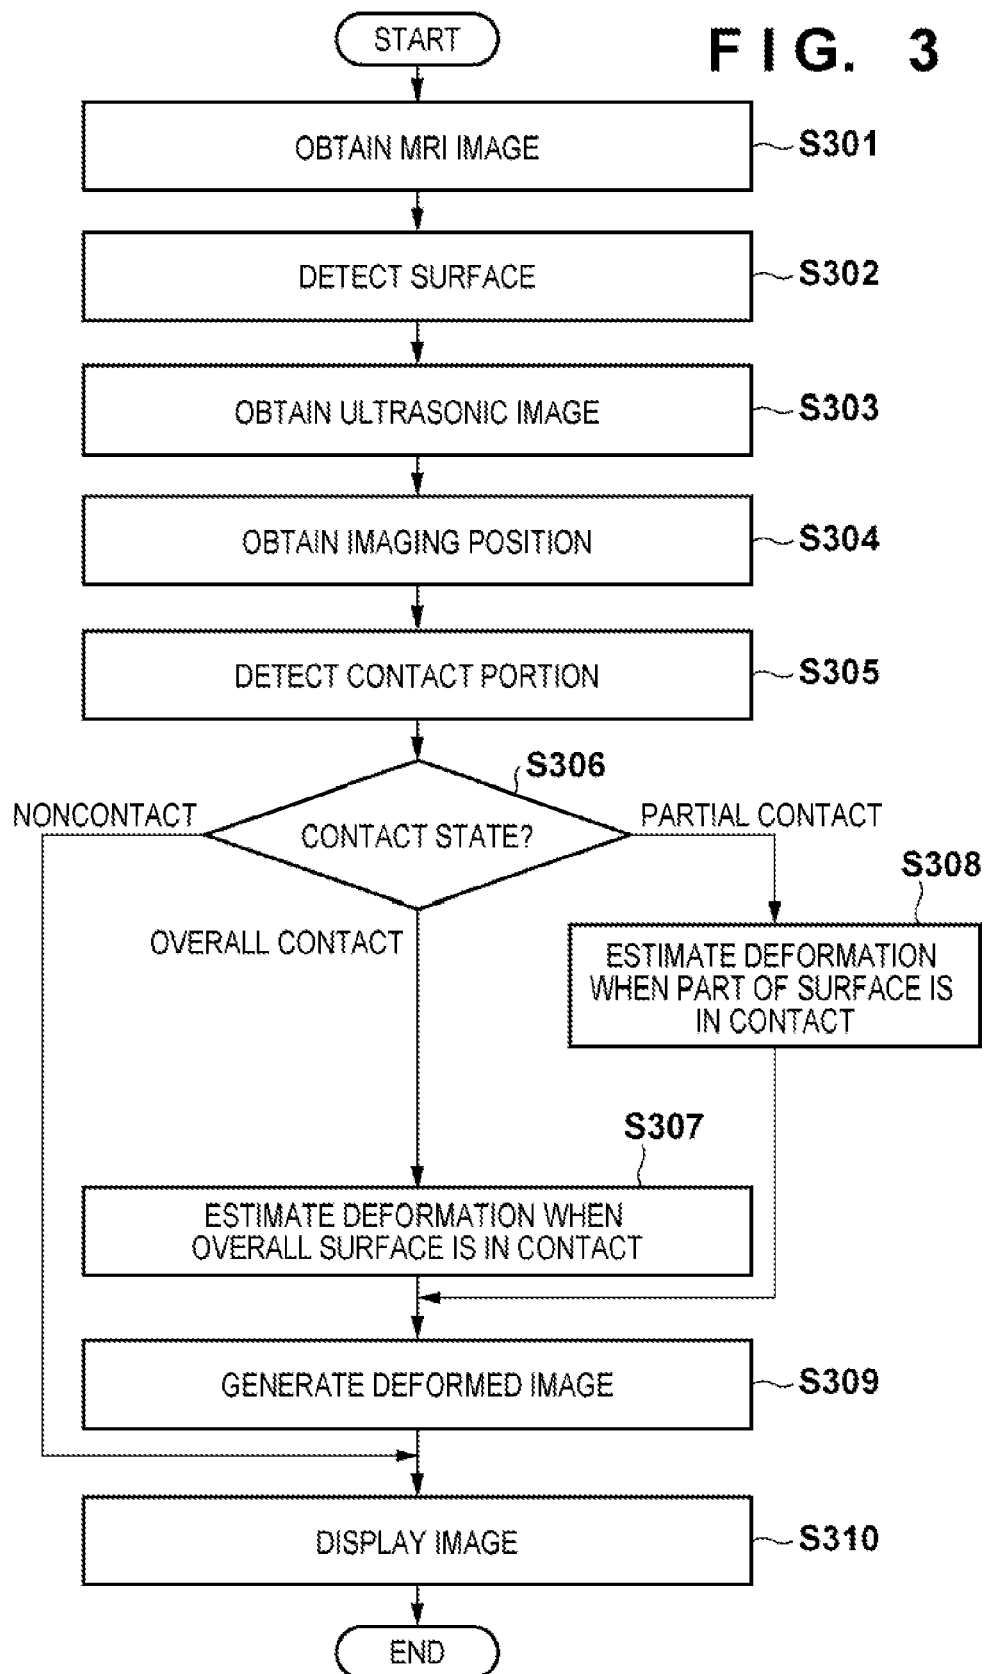 START
FIG. 3
OBTAIN MRI IMAGE
S301
DETECT SURFACE
S302
OBTAIN ULTRASONIC IMAGE
S303
OBTAIN IMAGING POSITION
S304
DETECT CONTACT PORTION
S305
S306
NONCONTACT
CONTACT STATE?
PARTIAL CONTACT
S308
OVERALL CONTACT
ESTIMATE DEFORMATION
WHEN PART OF SURFACE IS
IN CONTACT
S307
ESTIMATE DEFORMATION WHEN
OVERALL SURFACE IS IN CONTACT
GENERATE DEFORMED IMAGE
S309
DISPLAY IMAGE
S310
END